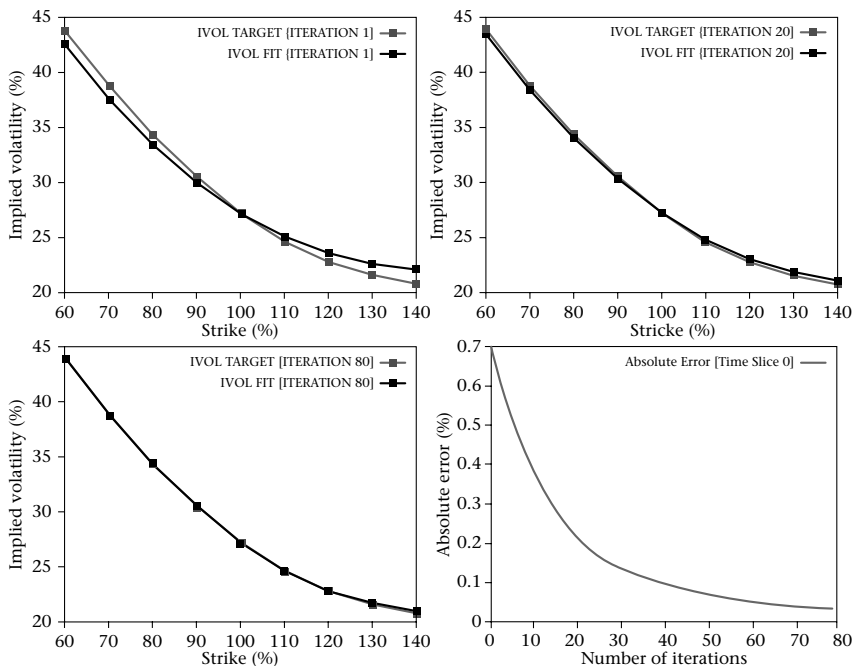 45
40
35
30
25
20
Implied volatility (%)
IVOL TARGET {ITERATION 1]
IVOL FIT {ITERATION 1]
60 70 80 90 100 110 120 130 140
Strike (%)
45
40
35
30
25
20
Implied volatility (%)
IVOL TARGET {ITERATION 20]
IVOL FIT {ITERATION 20]
60 70 80 90 100 110 120 130 140
Stricke (%)
45
40
35
30
25
20
Implied volatility (%)
IVOL TARGET [ITERATION 80]
IVOL FIT [ITERATION 80]
60 70 80 90 100 110 120 130 140
Strike (%)
0.7
0.6
0.5
0.4
0.3
0.2
0.1
0
Absolute error (%)
Absolute Error [Time Slice 0]
0 10 20 30 40 50 60 70 80
Number of iterations